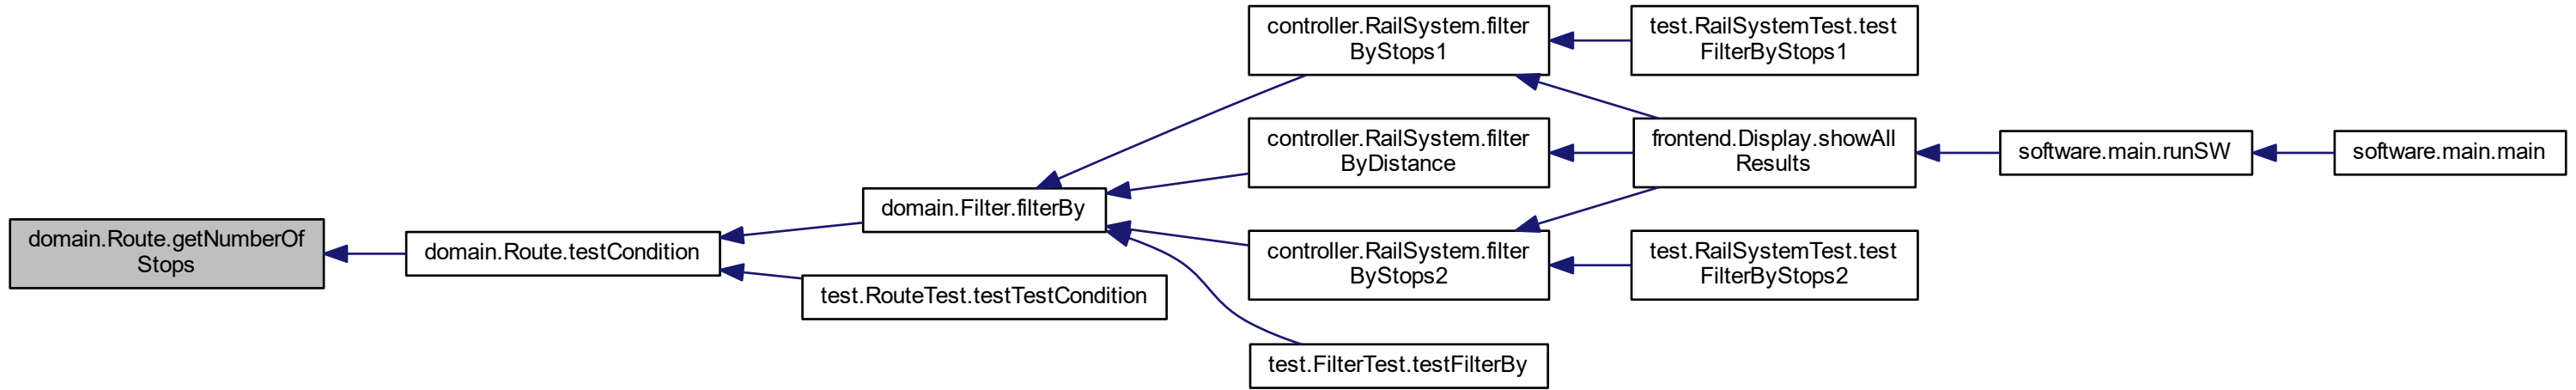 domain.Route.getNumberOf
Stops
domain.Route.testCondition
domain.Filter.filterBy
test.RouteTest.testTestCondition
controller.RailSystem.filter
ByStops1
controller.RailSystem.filter
ByDistance
controller.RailSystem.filter
ByStops2
test.FilterTest.testFilterBy
test.RailSystemTest.test
FilterByStops1
frontend.Display.showAll
Results
test.RailSystemTest.test
FilterByStops2
software.main.runSW
software.main.main